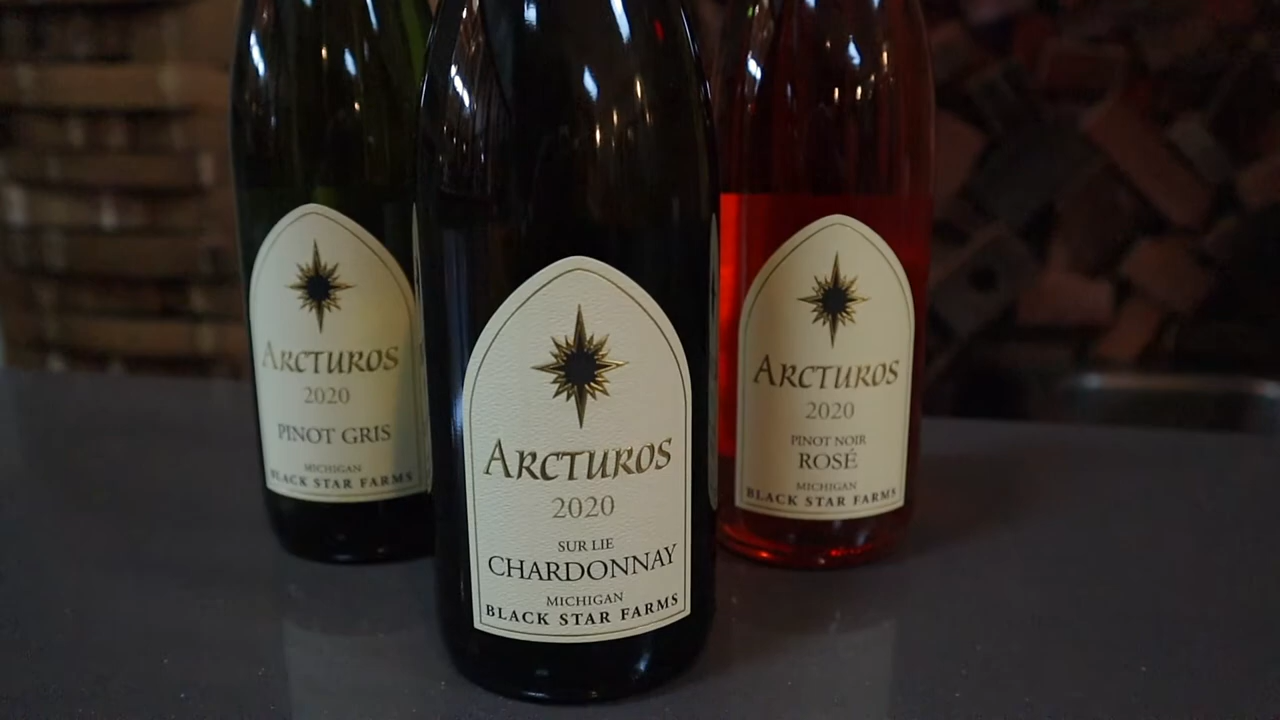 ARCTUROS
2020
PINOT GRIS
MICHIGAN
BLACK STAR FARMS
ARCTUROS
2020
SUR LIE
CHARDONNAY
MICHIGAN
BLACK STAR FARMS
ARCTUROS
2020
PINOT NOIR
ROSÉ
MICHIGAN
BLACK STAR FARMS